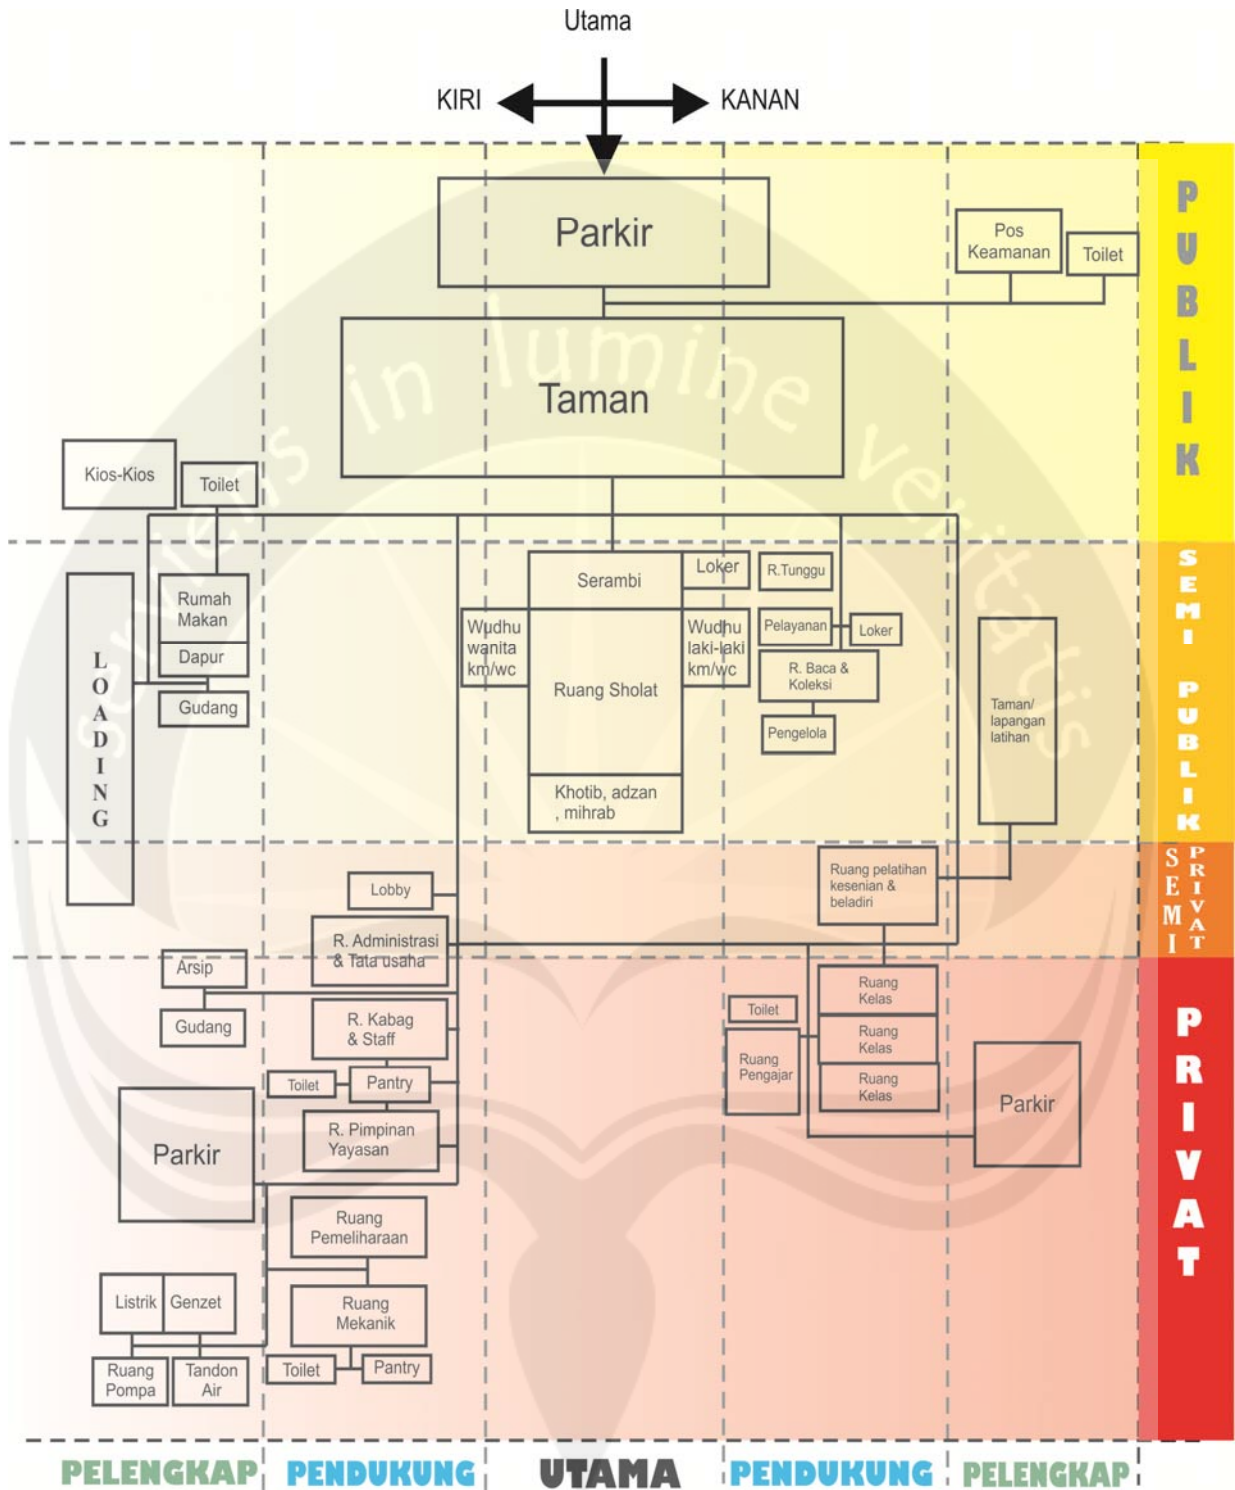 Utama
KIRI
KANAN
Parkir
Pos
Keamanan
Toilet
Taman
Kios-Kios
Toilet
PUBLIK
Serambi
Loker
R.Tunggu
Rumah
Makan
Dapur
Gudang
LOADING
Wudhu
wanita
km/wc
Ruang Sholat
Wudhu
laki-laki
km/wc
Pelayanan
Loker
R. Baca &
Koleksi
Pengelola
Taman/
lapangan
latihan
Khotib, adzan
, mihrab
SEMI PUBLIK
Lobby
Ruang pelatihan
kesenian &
beladiri
R. Administrasi
& Tata usaha
SEMI
PRIVAT
Arsip
Gudang
R. Kabag
& Staff
Toilet
Pantry
R. Pimpinan
Yayasan
Parkir
Ruang
Kelas
Toilet
Ruang
Kelas
Ruang
Pengajar
Ruang
Kelas
Parkir
Ruang
Pemeliharaan
Listrik
Genzet
Ruang
Mekanik
Ruang
Pompa
Tandon
Air
Toilet
Pantry
PRIVAT
PELENGKAP
PENDUKUNG
UTAMA
PENDUKUNG
PELENGKAP
serviens in lumine veritatis